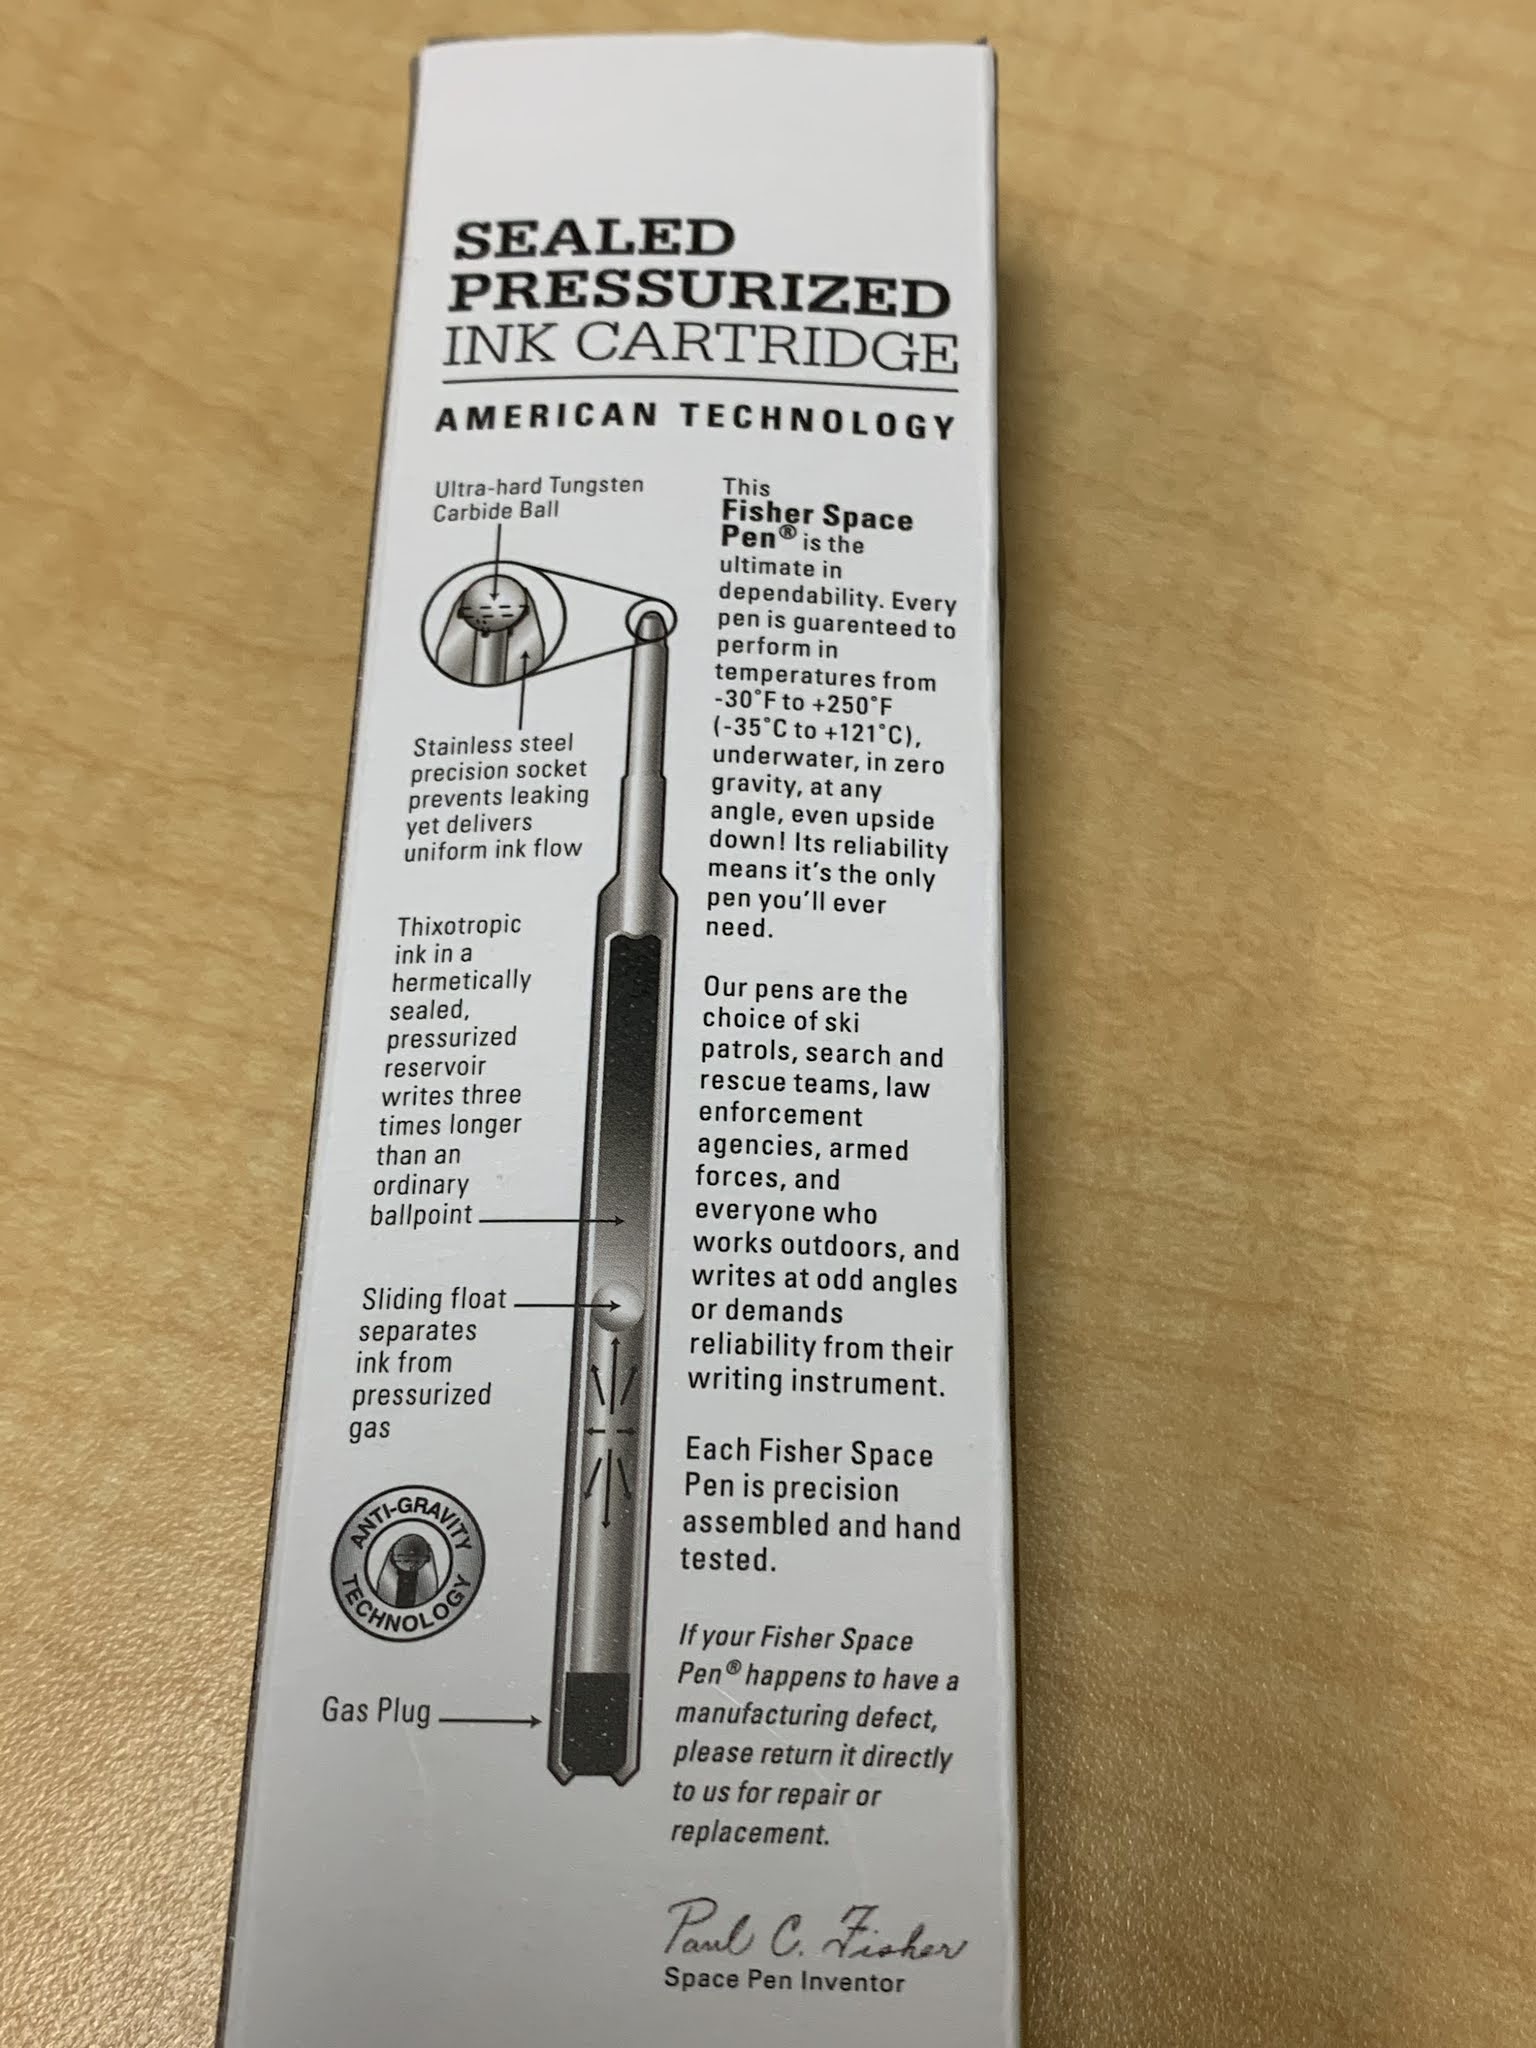 SEALED
PRESSURIZED
INK CARTRIDGE
AMERICAN TECHNOLOGY
Ultra-hard Tungsten
Carbide Ball
Stainless steel
precision socket
prevents leaking
yet delivers
uniform ink flow
Thixotropic
ink in a
hermetically
sealed,
pressurized
reservoir
writes three
times longer
than an
ordinary
ballpoint
Sliding float
separates
ink from
pressurized
gas
ANTI-GRAVITY
TECHNOLOGY
Gas Plug
This
Fisher Space
Pen® is the
ultimate in
dependability. Every
pen is guarenteed to
perform in
temperatures from
-30˚F to +250˚F
(-35˚C to +121˚C),
underwater, in zero
gravity, at any
angle, even upside
down! Its reliability
means it's the only
pen you'll ever
need.
Our pens are the
choice of ski
patrols, search and
rescue teams, law
enforcement
agencies, armed
forces, and
everyone who
works outdoors, and
writes at odd angles
or demands
reliability from their
writing instrument.
Each Fisher Space
Pen is precision
assembled and hand
tested.
If your Fisher Space
Pen® happens to have a
manufacturing defect,
please return it directly
to us for repair or
replacement.
Paul C. Fisher
Space Pen Inventor